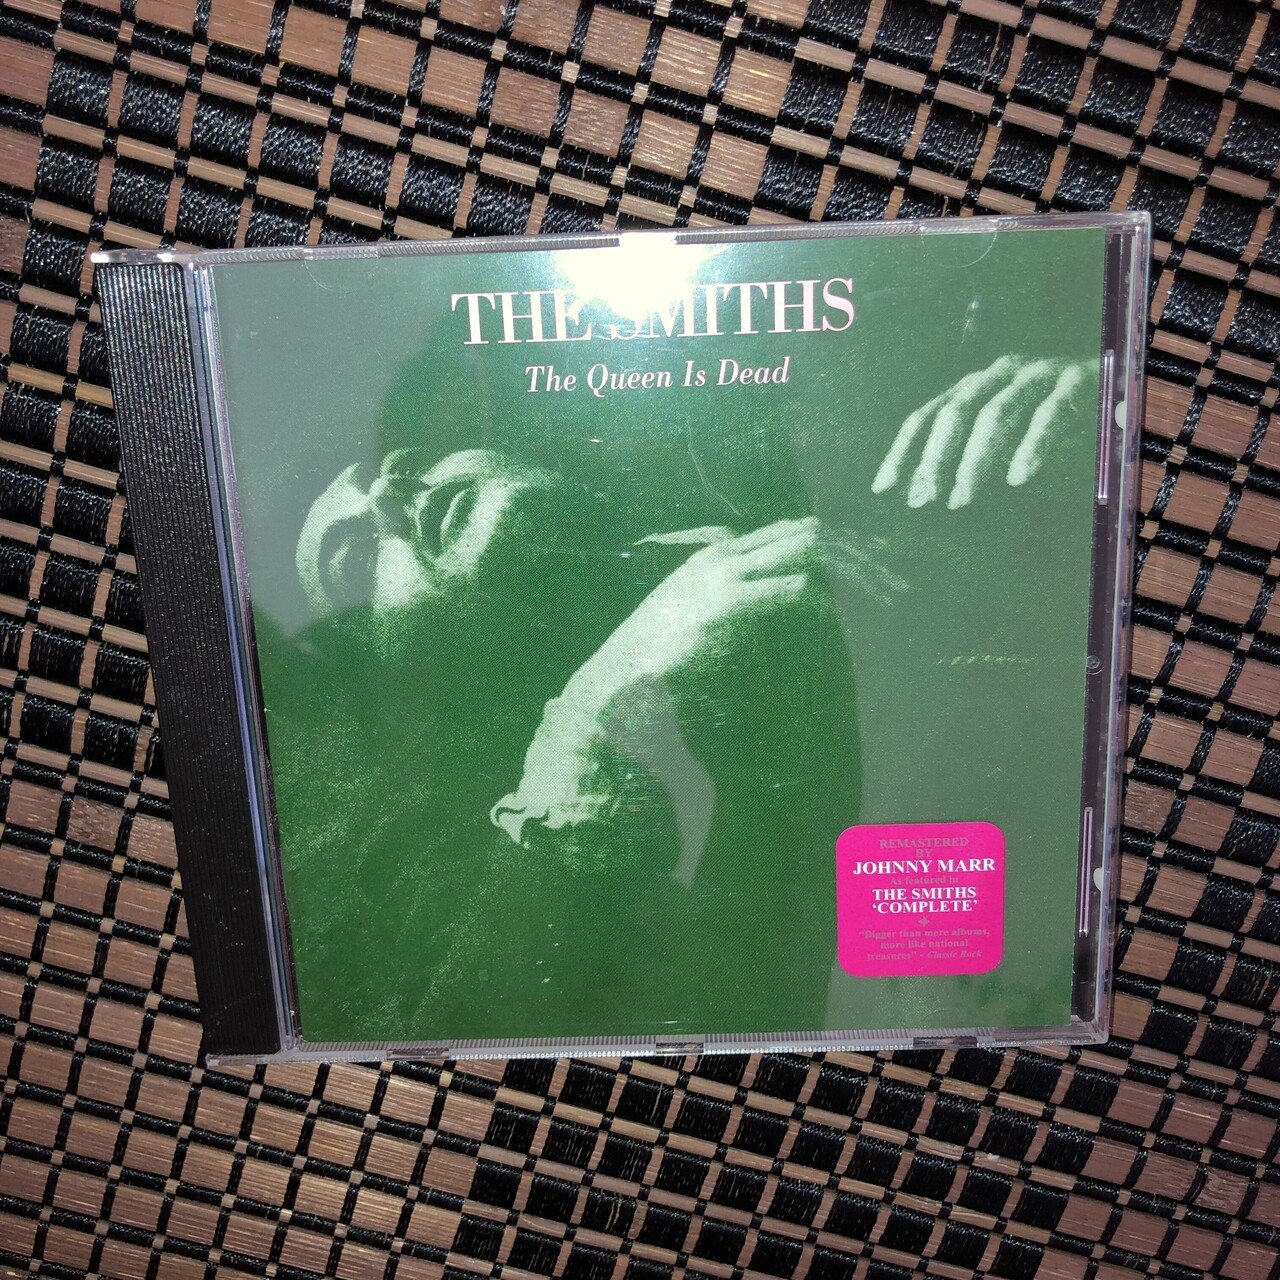 THE SMITHS
The Queen Is Dead
REMASTERED
BY
JOHNNY MARR
As featured in
THE SMITHS
‘COMPLETE’
+
“Bigger than mere albums,
more like national
treasures” - Classic Rock